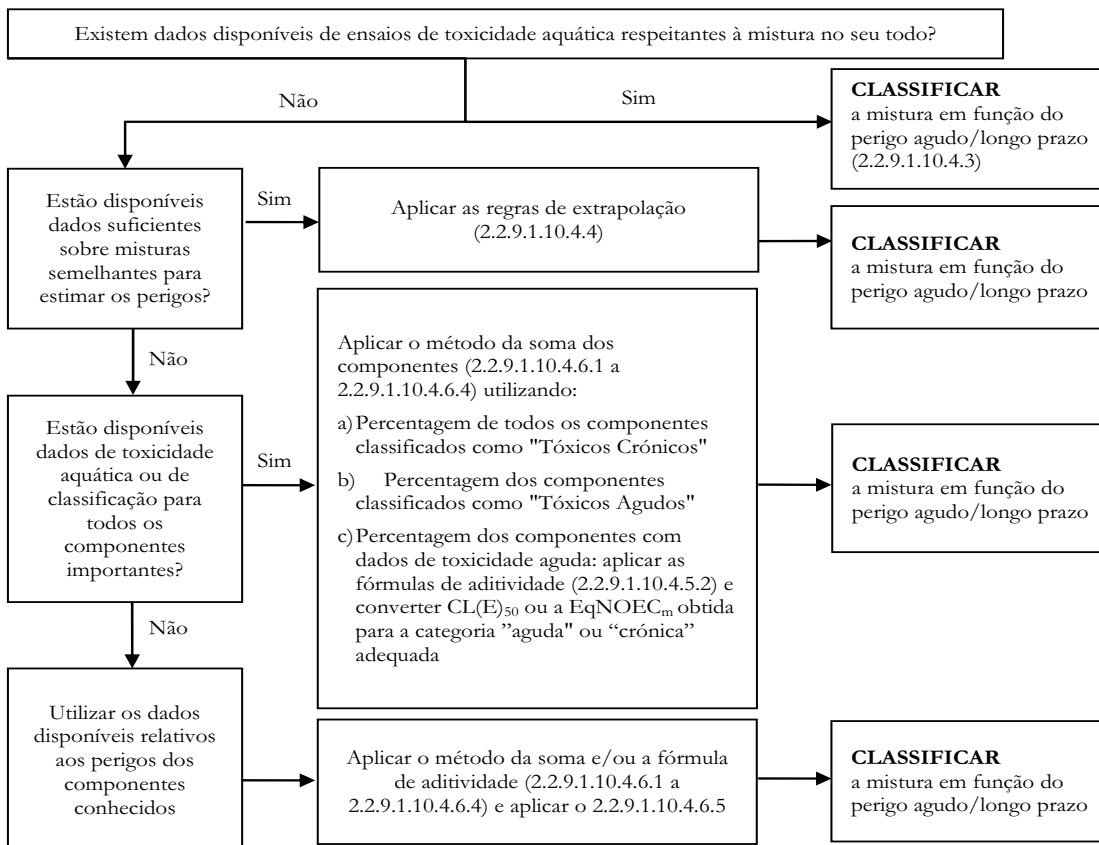 Existem dados disponíveis de ensaios de toxicidade aquática respeitantes à mistura no seu todo?
Não
Sim
CLASSIFICAR
a mistura em função do
perigo agudo/longo prazo
(2.2.9.1.10.4.3)
Estão disponíveis
dados suficientes
sobre misturas
semelhantes para
estimar os perigos?
Sim
Aplicar as regras de extrapolação
(2.2.9.1.10.4.4)
CLASSIFICAR
a mistura em função do
perigo agudo/longo prazo
Não
Estão disponíveis
dados de toxicidade
aquática ou de
classificação para
todos os
componentes
importantes?
Sim
Aplicar o método da soma dos
componentes (2.2.9.1.10.4.6.1 a
2.2.9.1.10.4.6.4) utilizando:
a) Percentagem de todos os componentes
classificados como "Tóxicos Crónicos"
b) Percentagem dos componentes
classificados como "Tóxicos Agudos"
c) Percentagem dos componentes com
dados de toxicidade aguda: aplicar as
fórmulas de aditividade (2.2.9.1.10.4.5.2) e
converter CL(E)50 ou a EqNOECm obtida
para a categoria ”aguda" ou “crónica”
adequada
CLASSIFICAR
a mistura em função do
perigo agudo/longo prazo
Não
Utilizar os dados
disponíveis relativos
aos perigos dos
componentes
conhecidos
Aplicar o método da soma e/ou a fórmula
de aditividade (2.2.9.1.10.4.6.1 a
2.2.9.1.10.4.6.4) e aplicar o 2.2.9.1.10.4.6.5
CLASSIFICAR
a mistura em função do
perigo agudo/longo prazo